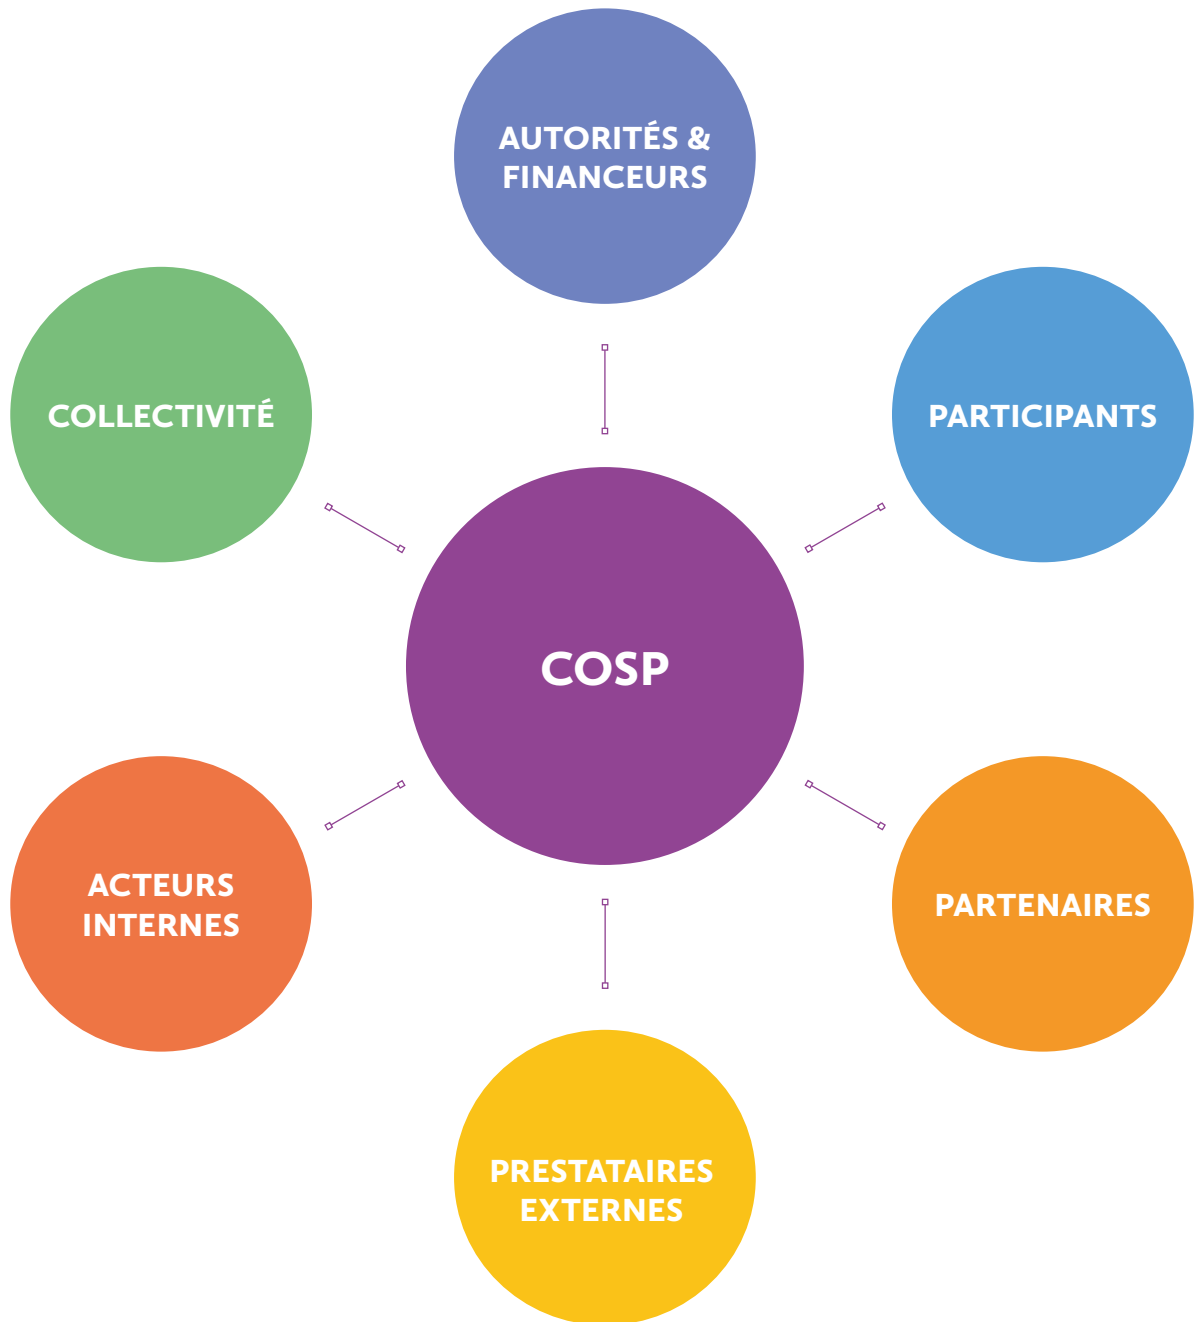 AUTORITÉS &
FINANCEURS
COLLECTIVITÉ
PARTICIPANTS
COSP
ACTEURS
INTERNES
PARTENAIRES
PRESTATAIRES
EXTERNES